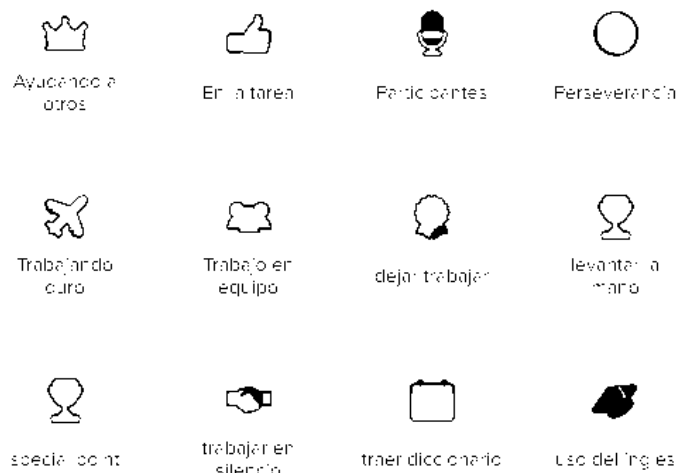 Ayudando a
otros
En la tarea
Participantes
Perseverancia
Trabajando
duro
Trabajo en
equipo
dejar trabajar
levantar la
mano
special point
trabajar en
silencio
traer diccionario
uso del ingles